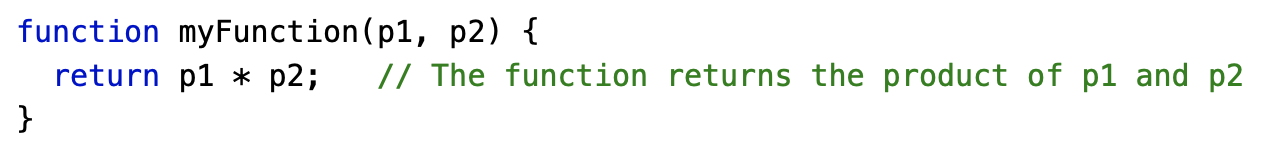 function myFunction(p1, p2) {
  return p1 * p2;   // The function returns the product of p1 and p2
}